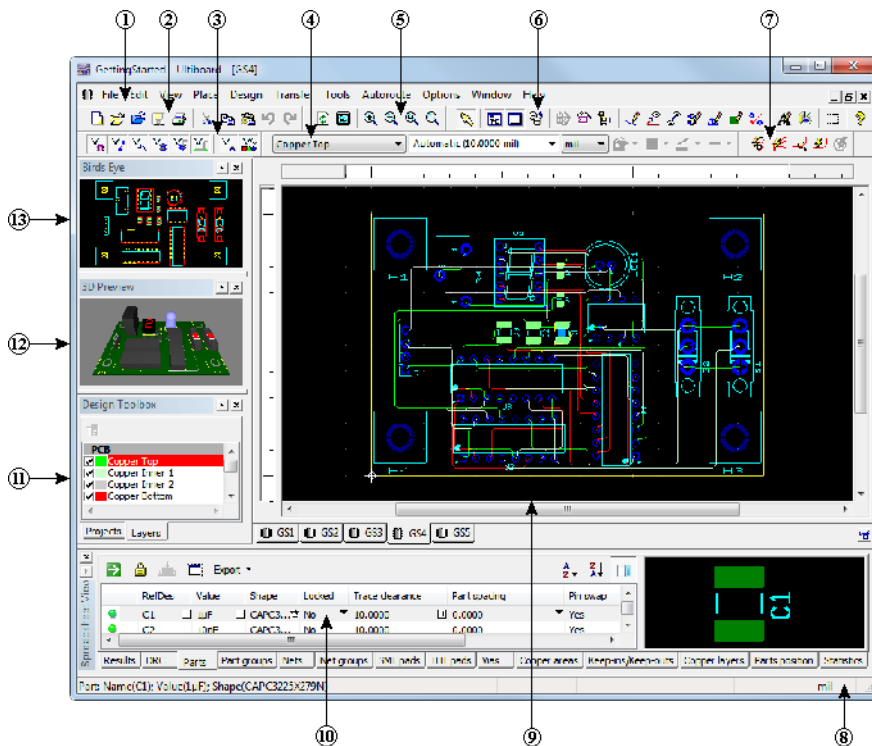 1 2 3 4 5 6 7
GettingStarted - Ultiboard - [GS4]
File Edit View Place Design Transfer Tools Autoroute Options Window Help
Copper Top Automatic (10.0000 mil) mil
Birds Eye
13
3D Preview
12
Design Toolbox
PCB
Copper Top
Copper Inner 1
Copper Inner 2
Copper Bottom
11
Projects Layers
GS1 GS2 GS3 GS4 GS5
Spreadsheet View
Export
RefDes Value Shape Locked Trace clearance Part spacing Pin swap
C1 1µF CAPC3... No 10.0000 0.0000 Yes
C2 10nF CAPC3... No 10.0000 0.0000 Yes
C1
Results DRC Parts Part groups Nets Net groups SMT pads THT pads Vias Copper areas Keep-ins/Keep-outs Copper layers Parts position Statistics
Part: Name(C1); Value(1µF); Shape(CAPC3225X279N) mil
10 9 8